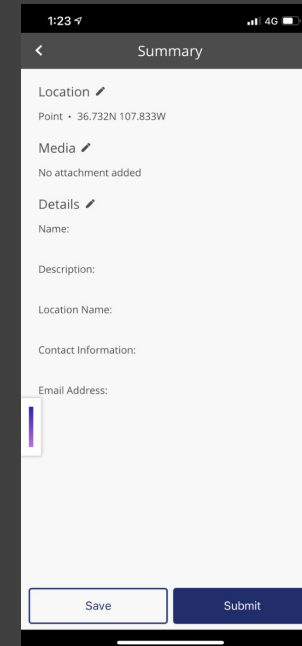 1:23
4G
Summary
Location
Point • 36.732N 107.833W
Media
No attachment added
Details
Name:
Description:
Location Name:
Contact Information:
Email Address:
Save
Submit